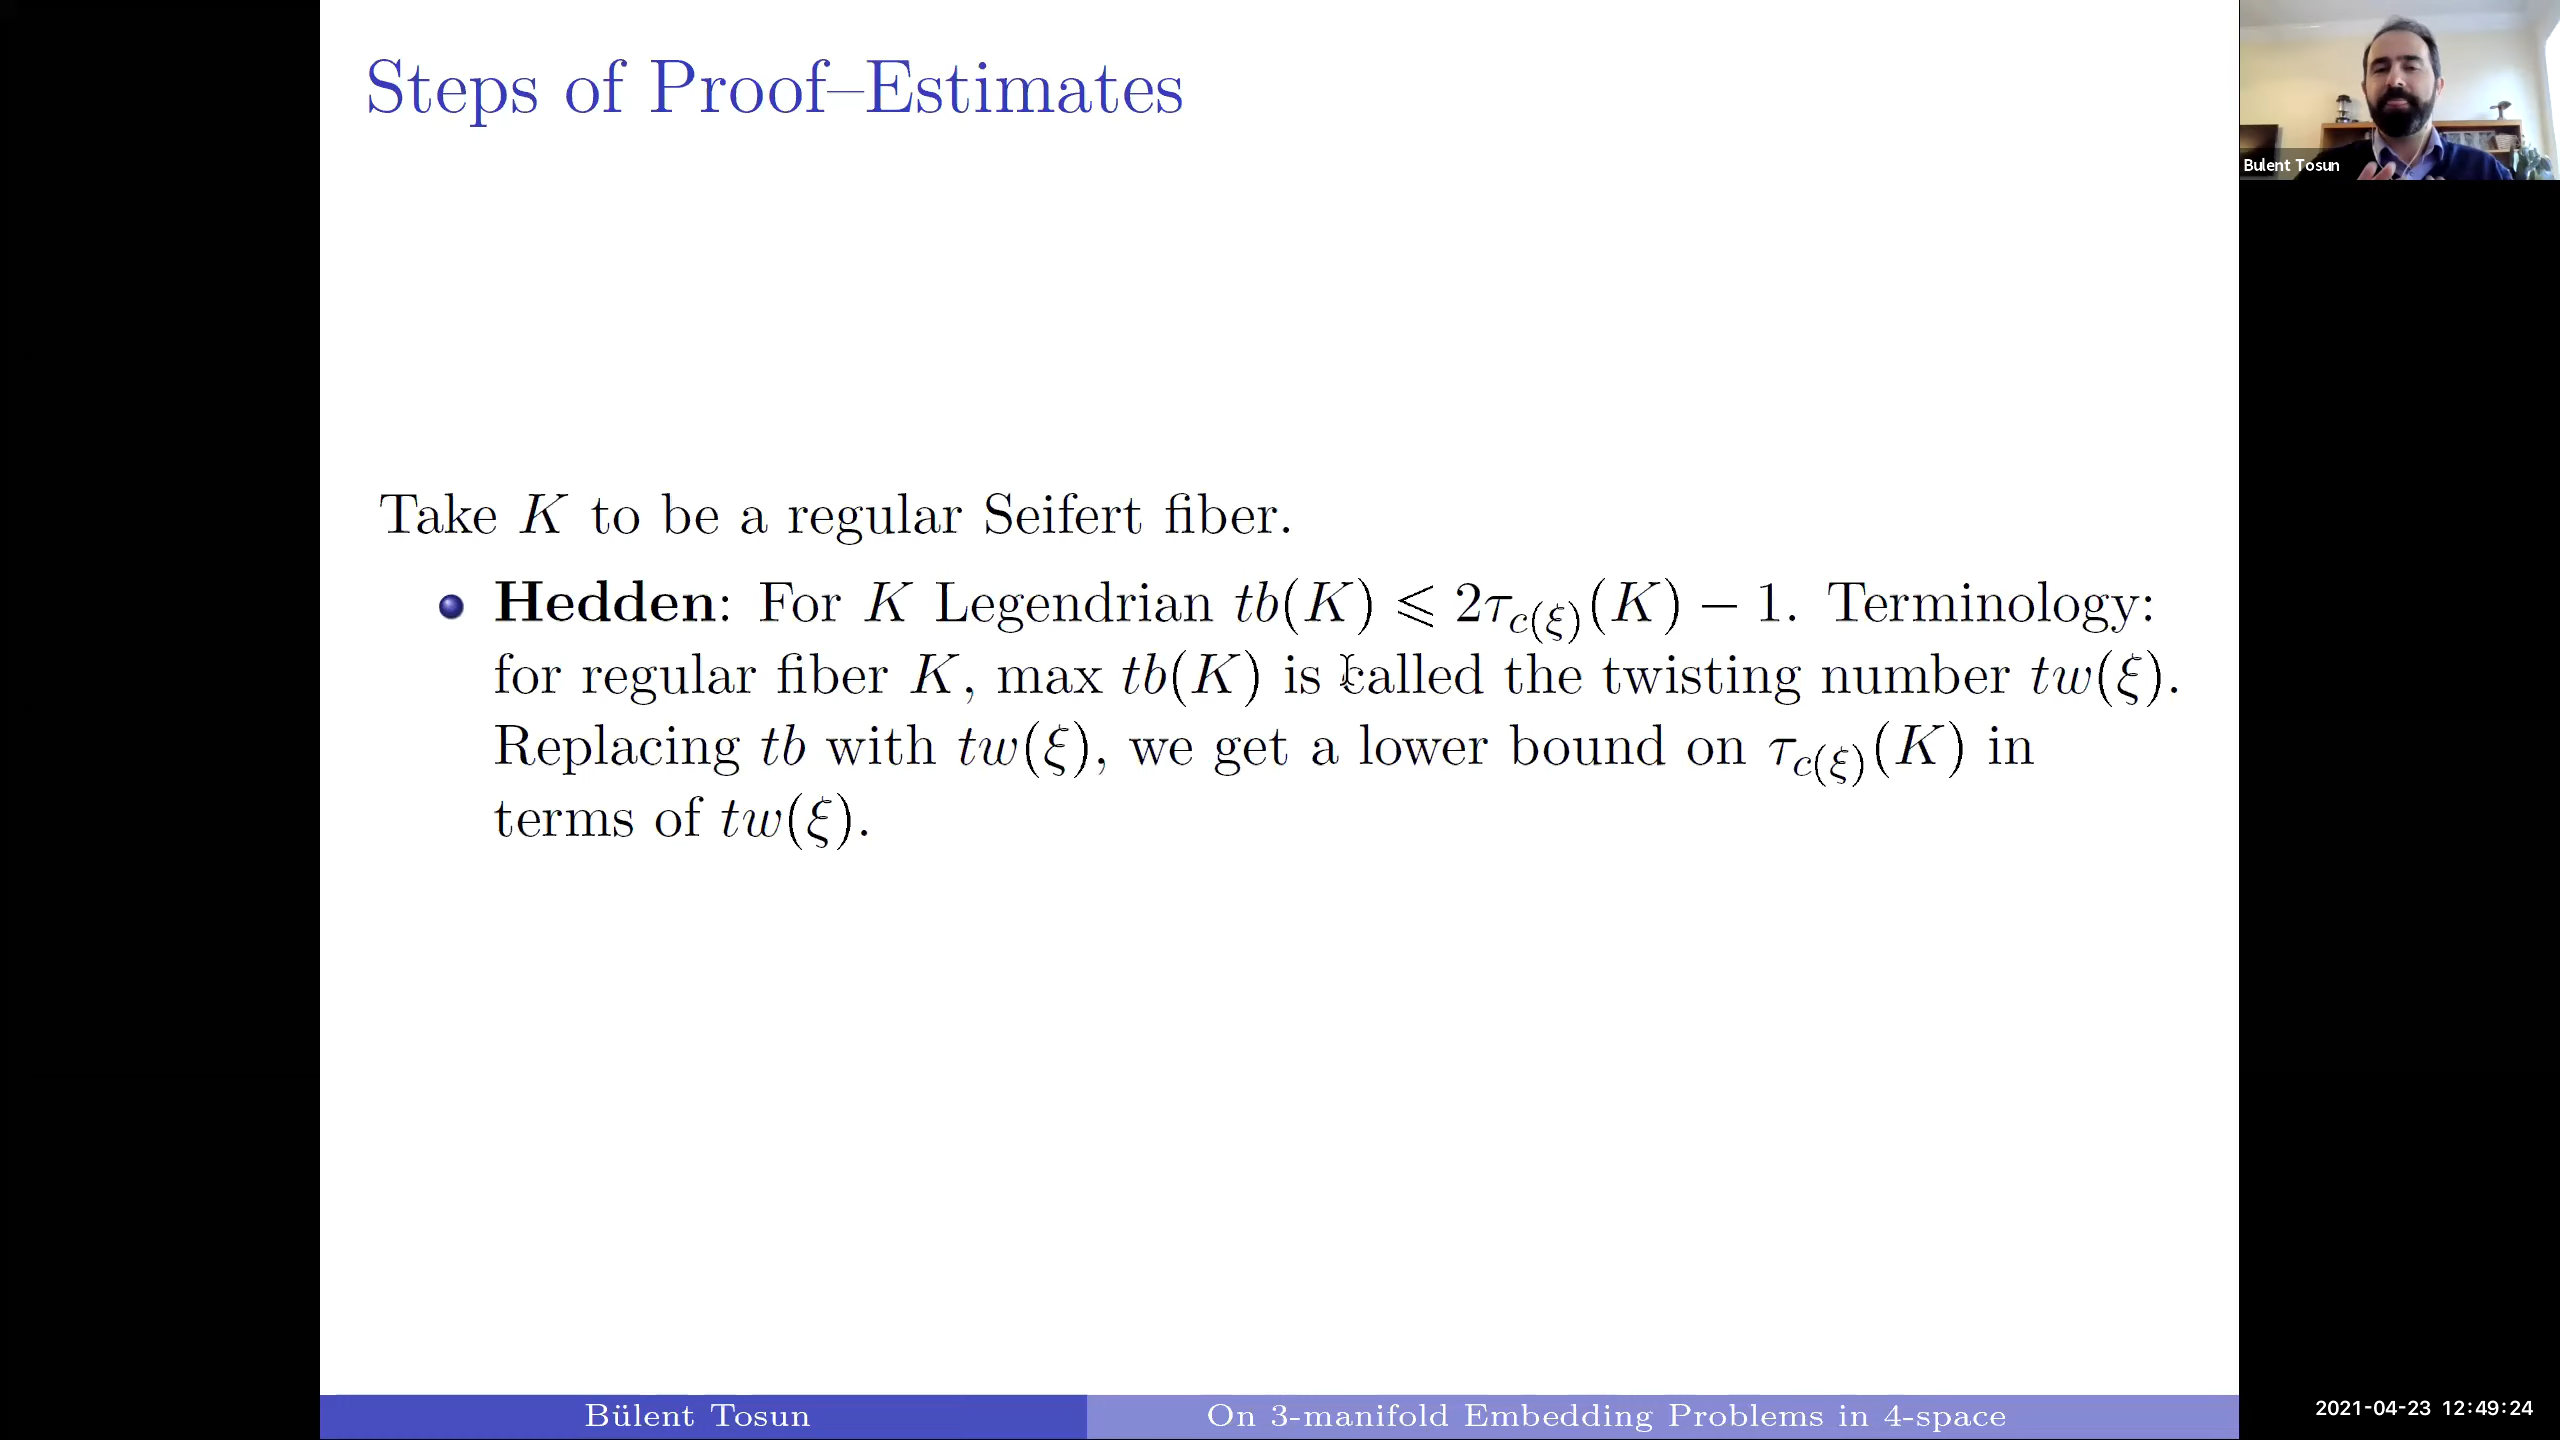 Steps of Proof–Estimates
Bulent Tosun
Take K to be a regular Seifert fiber.
• Hedden: For K Legendrian tb(K) ⩽ 2τ_{c(ξ)}(K) − 1. Terminology:
for regular fiber K, max tb(K) is called the twisting number tw(ξ).
Replacing tb with tw(ξ), we get a lower bound on τ_{c(ξ)}(K) in
terms of tw(ξ).
Bülent Tosun
On 3-manifold Embedding Problems in 4-space
2021-04-23 12:49:24